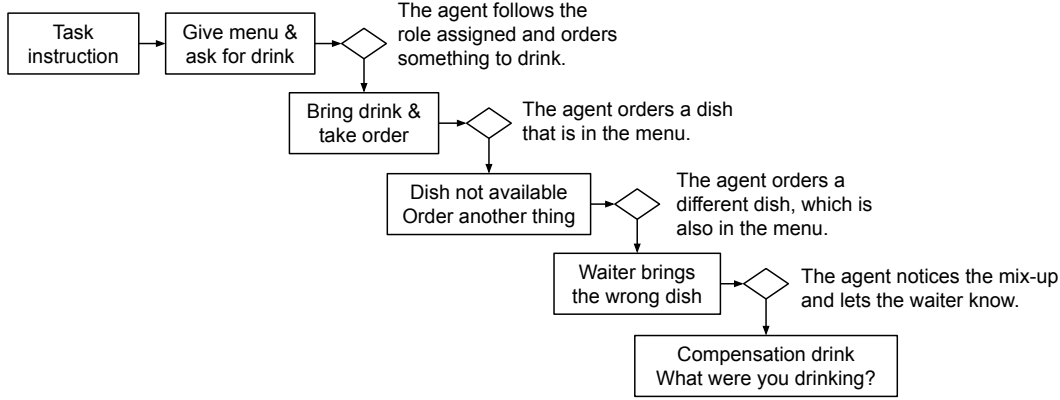 Task
instruction
Give menu &
ask for drink
The agent follows the
role assigned and orders
something to drink.
Bring drink &
take order
The agent orders a dish
that is in the menu.
Dish not available
Order another thing
The agent orders a
different dish, which is
also in the menu.
Waiter brings
the wrong dish
The agent notices the mix-up
and lets the waiter know.
Compensation drink
What were you drinking?